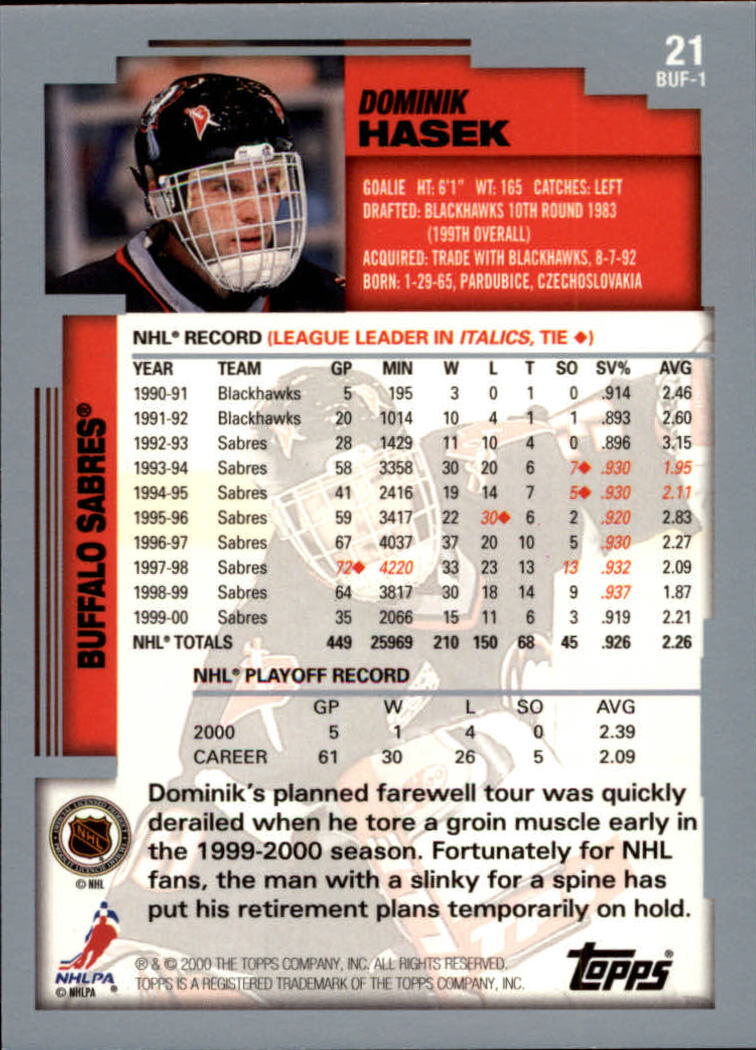 21
BUF-1
DOMINIK
HASEK
GOALIE HT: 6'1" WT: 165 CATCHES: LEFT
DRAFTED: BLACKHAWKS 10TH ROUND 1983
(199TH OVERALL)
ACQUIRED: TRADE WITH BLACKHAWKS, 8-7-92
BORN: 1-29-65, PARDUBICE, CZECHOSLOVAKIA
BUFFALO SABRES®
NHL® RECORD (LEAGUE LEADER IN ITALICS, TIE ◆)
YEAR TEAM GP MIN W L T SO SV% AVG
1990-91 Blackhawks 5 195 3 0 1 0 .914 2.46
1991-92 Blackhawks 20 1014 10 4 1 1 .893 2.60
1992-93 Sabres 28 1429 11 10 4 0 .896 3.15
1993-94 Sabres 58 3358 30 20 6 7◆ .930 1.95
1994-95 Sabres 41 2416 19 14 7 5◆ .930 2.11
1995-96 Sabres 59 3417 22 30◆ 6 2 .920 2.83
1996-97 Sabres 67 4037 37 20 10 5 .930 2.27
1997-98 Sabres 72◆ 4220 33 23 13 13 .932 2.09
1998-99 Sabres 64 3817 30 18 14 9 .937 1.87
1999-00 Sabres 35 2066 15 11 6 3 .919 2.21
NHL® TOTALS 449 25969 210 150 68 45 .926 2.26
NHL® PLAYOFF RECORD
GP W L SO AVG
2000 5 1 4 0 2.39
CAREER 61 30 26 5 2.09
Dominik's planned farewell tour was quickly
derailed when he tore a groin muscle early in
the 1999-2000 season. Fortunately for NHL
fans, the man with a slinky for a spine has
put his retirement plans temporarily on hold.
NHL
© NHL
NHLPA
© NHLPA ®
® & © 2000 THE TOPPS COMPANY, INC. ALL RIGHTS RESERVED.
TOPPS IS A REGISTERED TRADEMARK OF THE TOPPS COMPANY, INC.
topps®